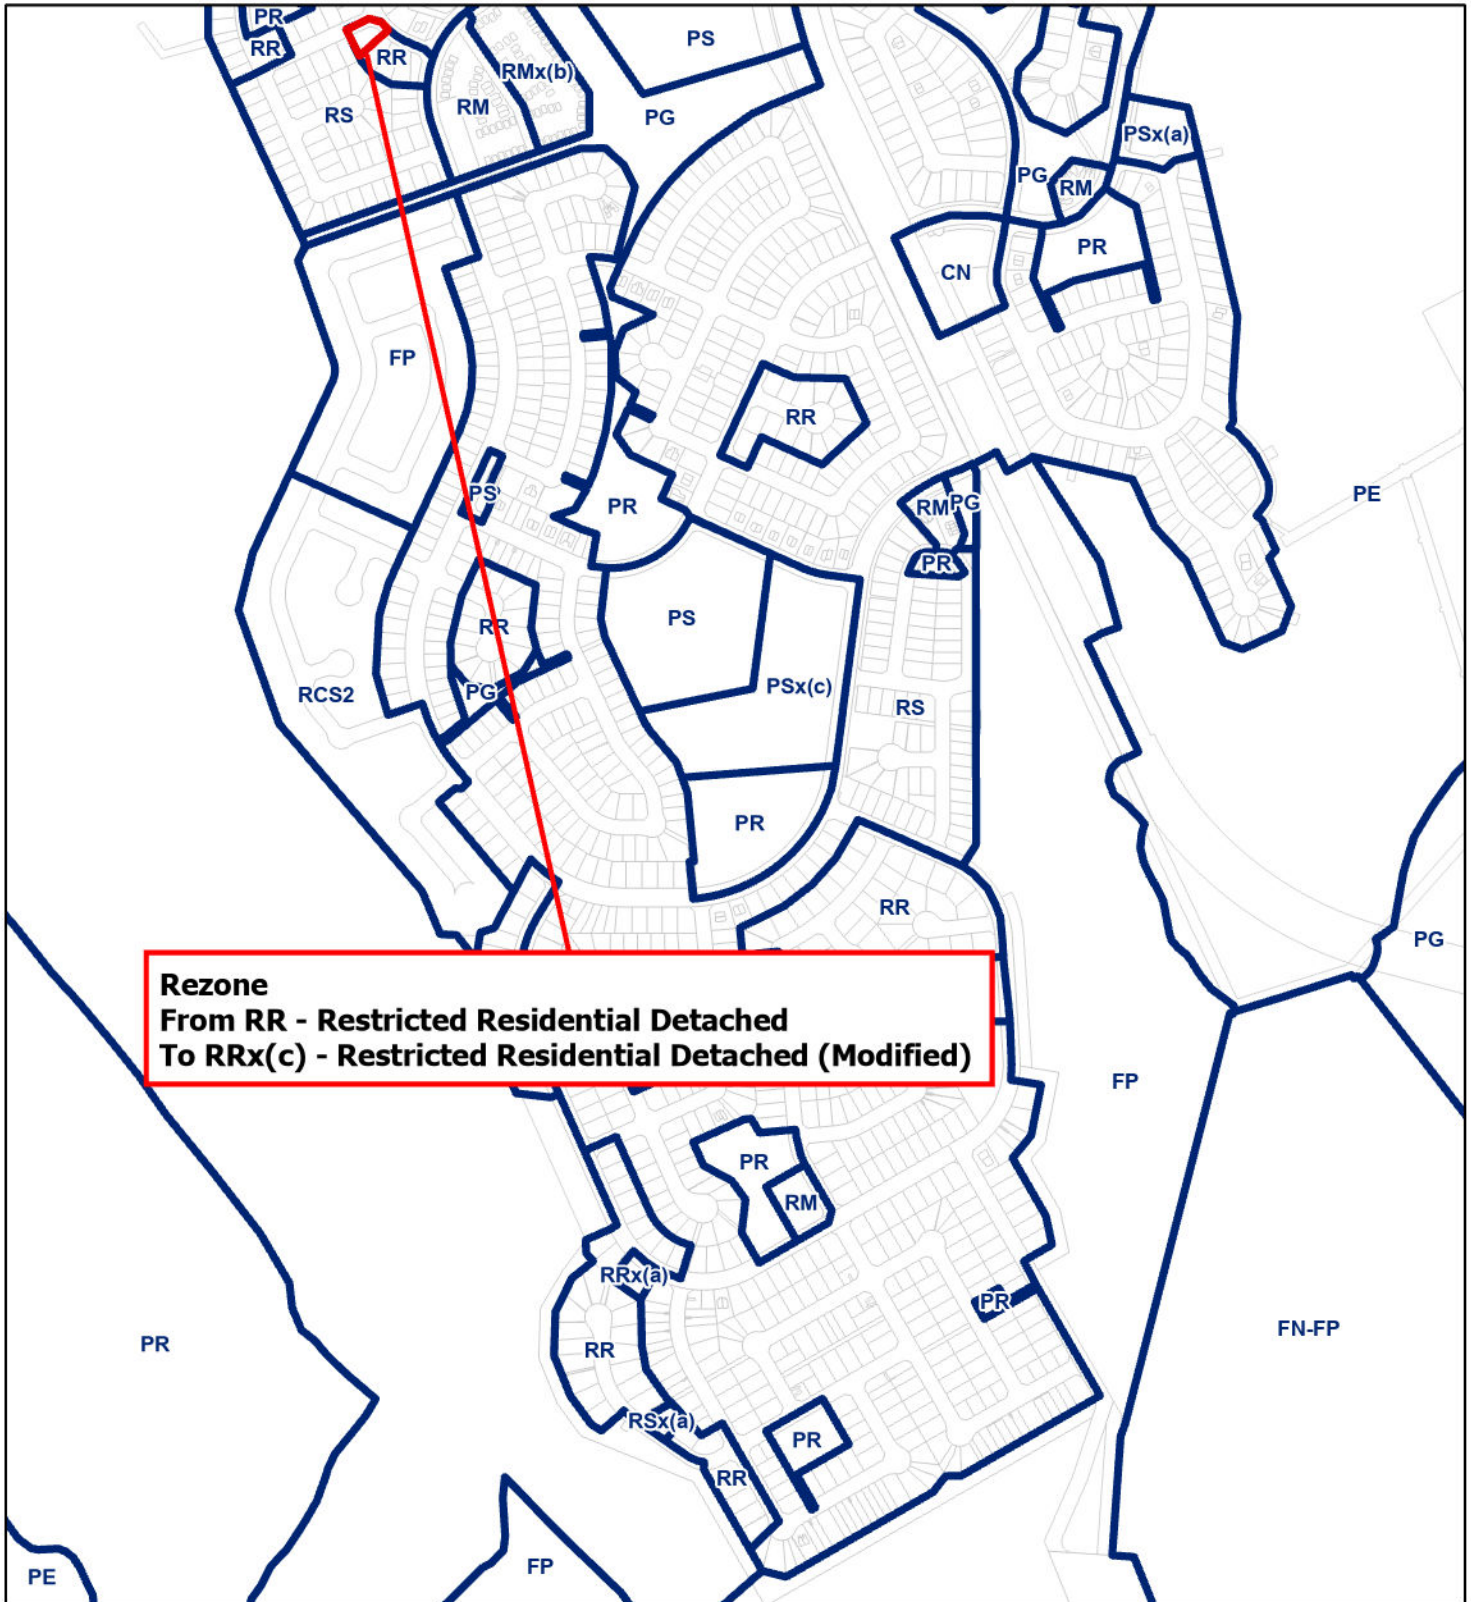 PR
RR
RR
RS
RM
RMx(b)
PS
PG
PSx(a)
PG
RM
PR
CN
FP
RR
PS
PR
RM
PG
PR
PE
PS
RR
PSx(c)
PG
RCS2
RS
PR
RR
PG
Rezone
From RR - Restricted Residential Detached
To RRx(c) - Restricted Residential Detached (Modified)
FP
PR
RM
RRx(a)
PR
FN-FP
PR
RR
RSx(a)
PR
RR
FP
PE